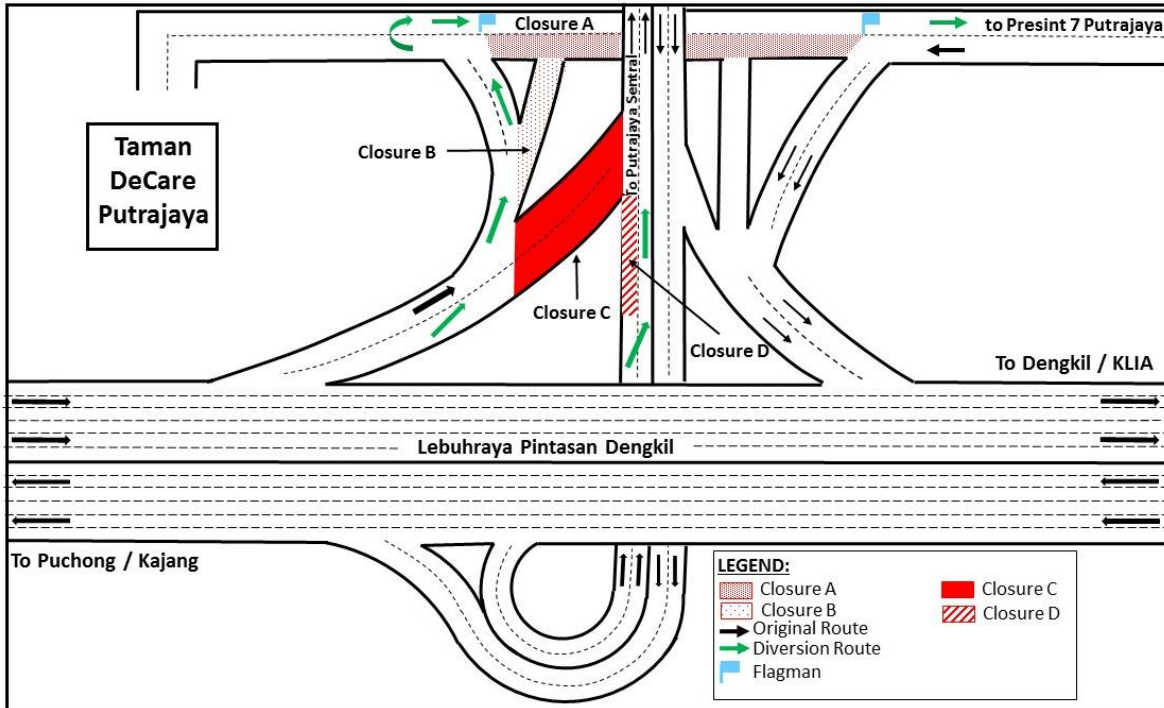 Closure A
to Presint 7 Putrajaya
To Putrajaya Sentral
Closure B
Taman
DeCare
Putrajaya
Closure C
Closure D
To Dengkil / KLIA
Lebuhraya Pintasan Dengkil
To Puchong / Kajang
LEGEND:
Closure A
Closure B
Original Route
Diversion Route
Flagman
Closure C
Closure D